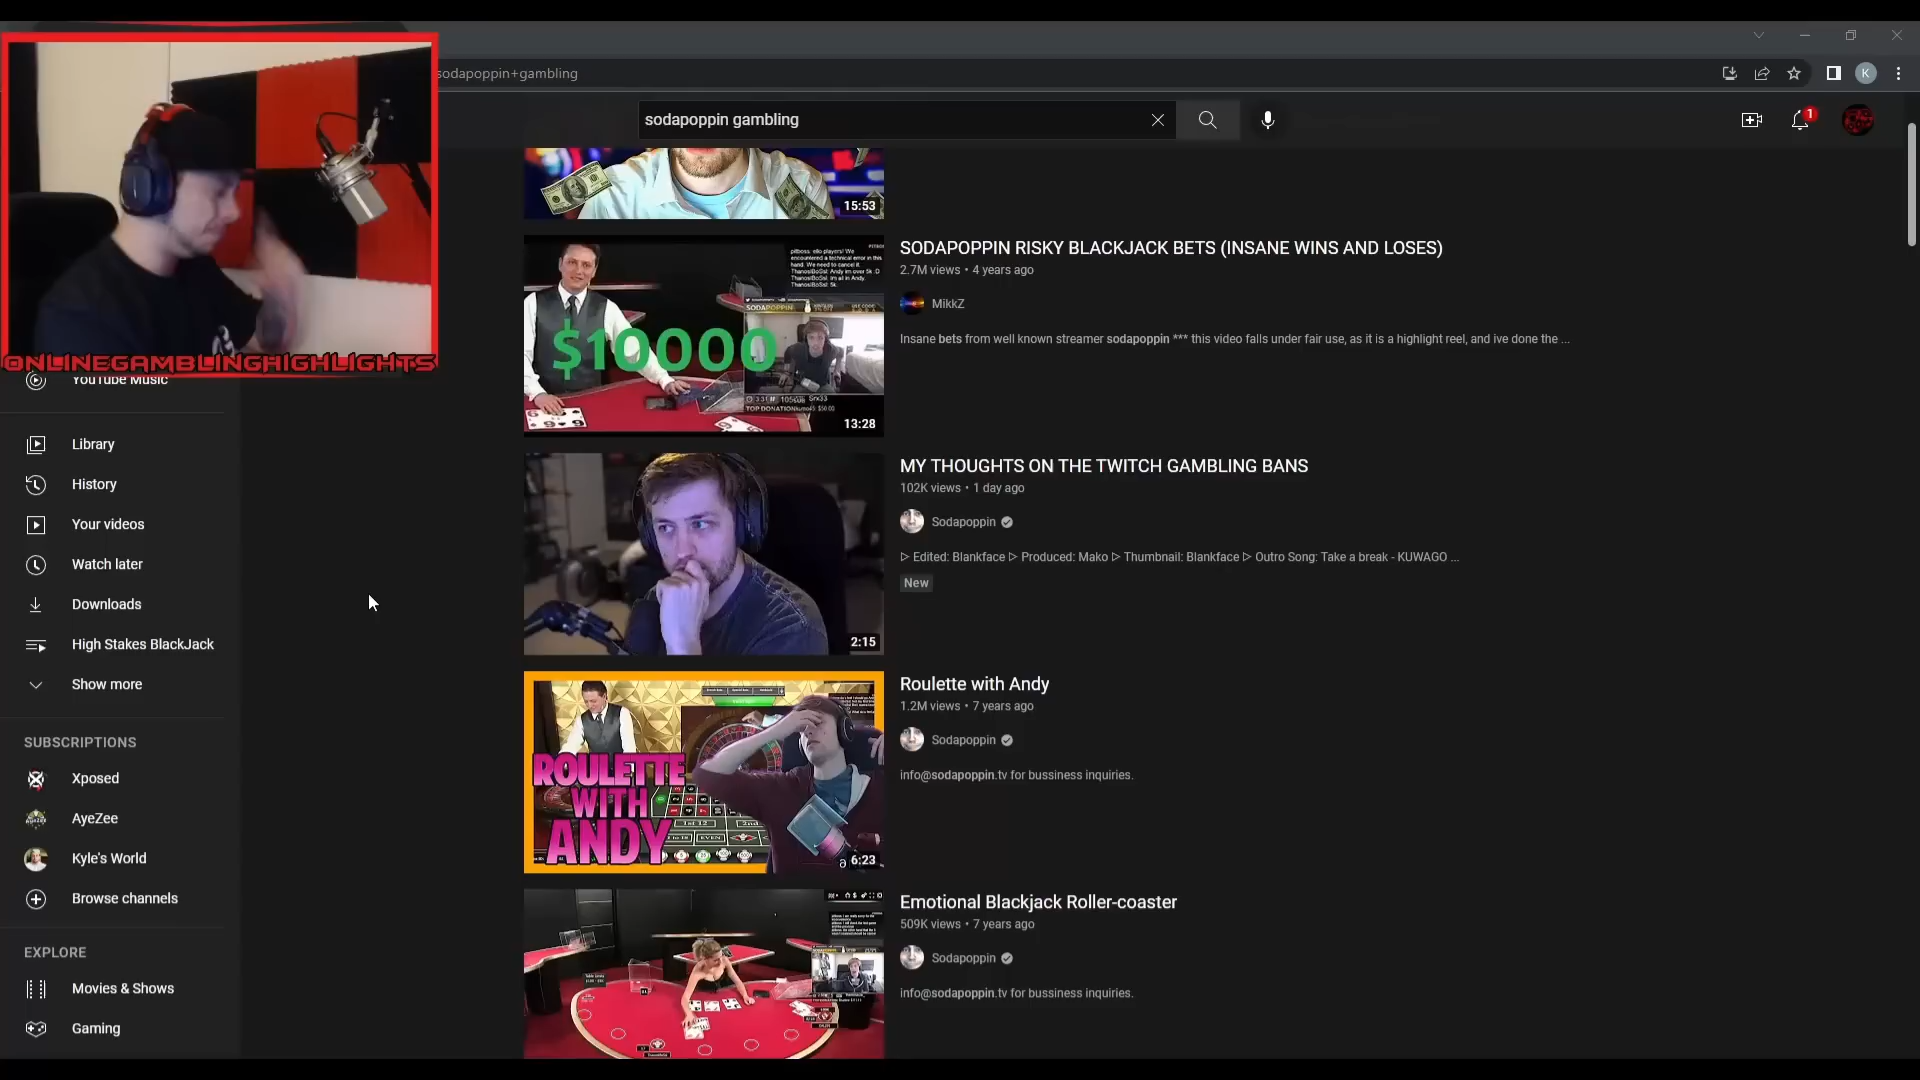 sodapoppin+gambling
sodapoppin gambling
1
K
ONLINEGAMBLINGHIGHLIGHTS
YouTube Music
Library
History
Your videos
Watch later
Downloads
High Stakes BlackJack
Show more
SUBSCRIPTIONS
Xposed
AyeZee
Kyle's World
Browse channels
EXPLORE
Movies & Shows
Gaming
15:53
$10000
SODAPOPPIN
13:28
SODAPOPPIN RISKY BLACKJACK BETS (INSANE WINS AND LOSES)
2.7M views • 4 years ago
MikkZ
Insane bets from well known streamer sodapoppin *** this video falls under fair use, as it is a highlight reel, and ive done the ...
2:15
MY THOUGHTS ON THE TWITCH GAMBLING BANS
102K views • 1 day ago
Sodapoppin
▷ Edited: Blankface ▷ Produced: Mako ▷ Thumbnail: Blankface ▷ Outro Song: Take a break - KUWAGO ...
New
ROULETTE
WITH
ANDY
6:23
Roulette with Andy
1.2M views • 7 years ago
Sodapoppin
info@sodapoppin.tv for bussiness inquiries.
Emotional Blackjack Roller-coaster
509K views • 7 years ago
Sodapoppin
info@sodapoppin.tv for bussiness inquiries.